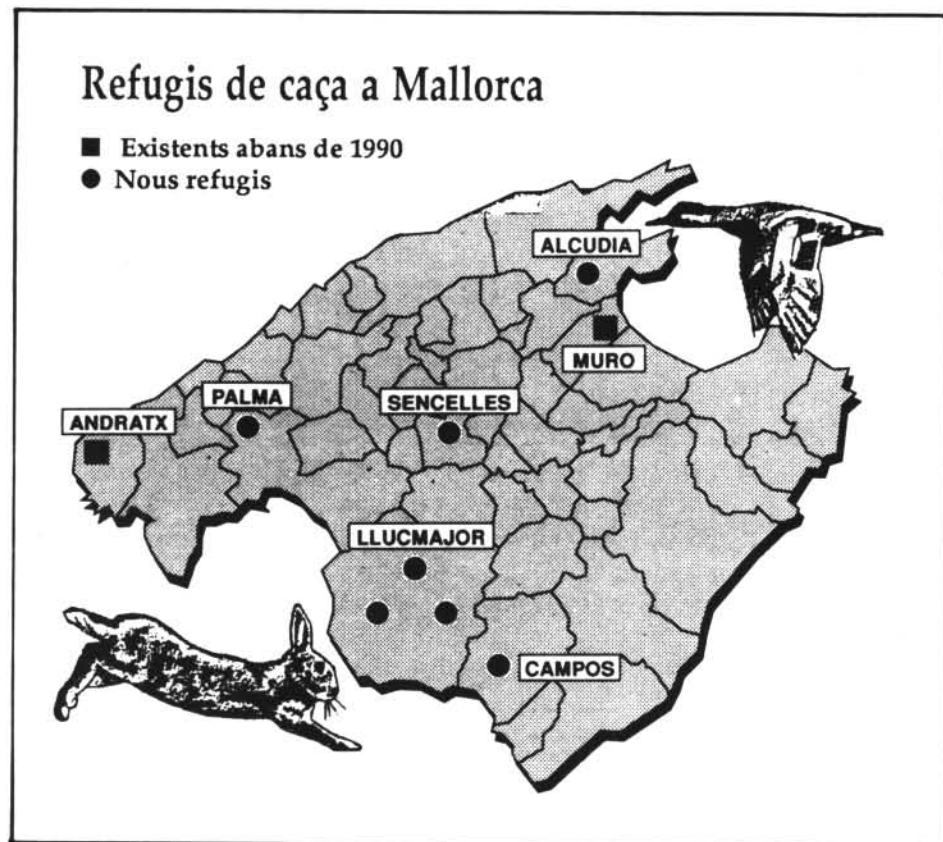 Refugis de caça a Mallorca
Existents abans de 1990
Nous refugis
ALCUDIA
MURO
PALMA
SENCELLES
ANDRATX
LLUCMAJOR
CAMPOS